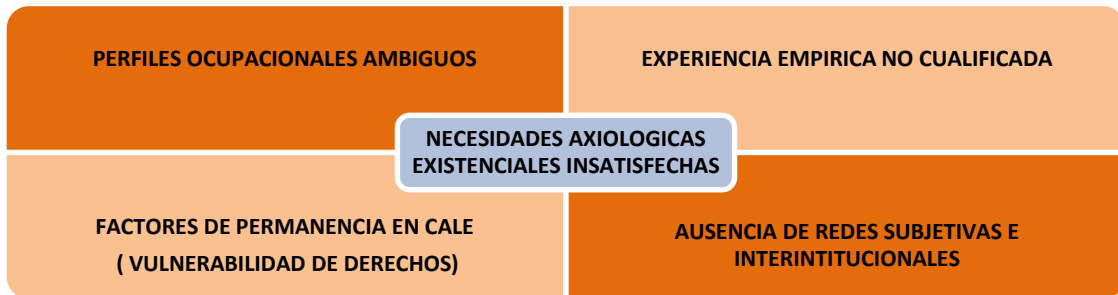 PERFILES OCUPACIONALES AMBIGUOS
EXPERIENCIA EMPIRICA NO CUALIFICADA
NECESIDADES AXIOLOGICAS
EXISTENCIALES INSATISFECHAS
FACTORES DE PERMANENCIA EN CALE
( VULNERABILIDAD DE DERECHOS)
AUSENCIA DE REDES SUBJETIVAS E
INTERINTITUCIONALES